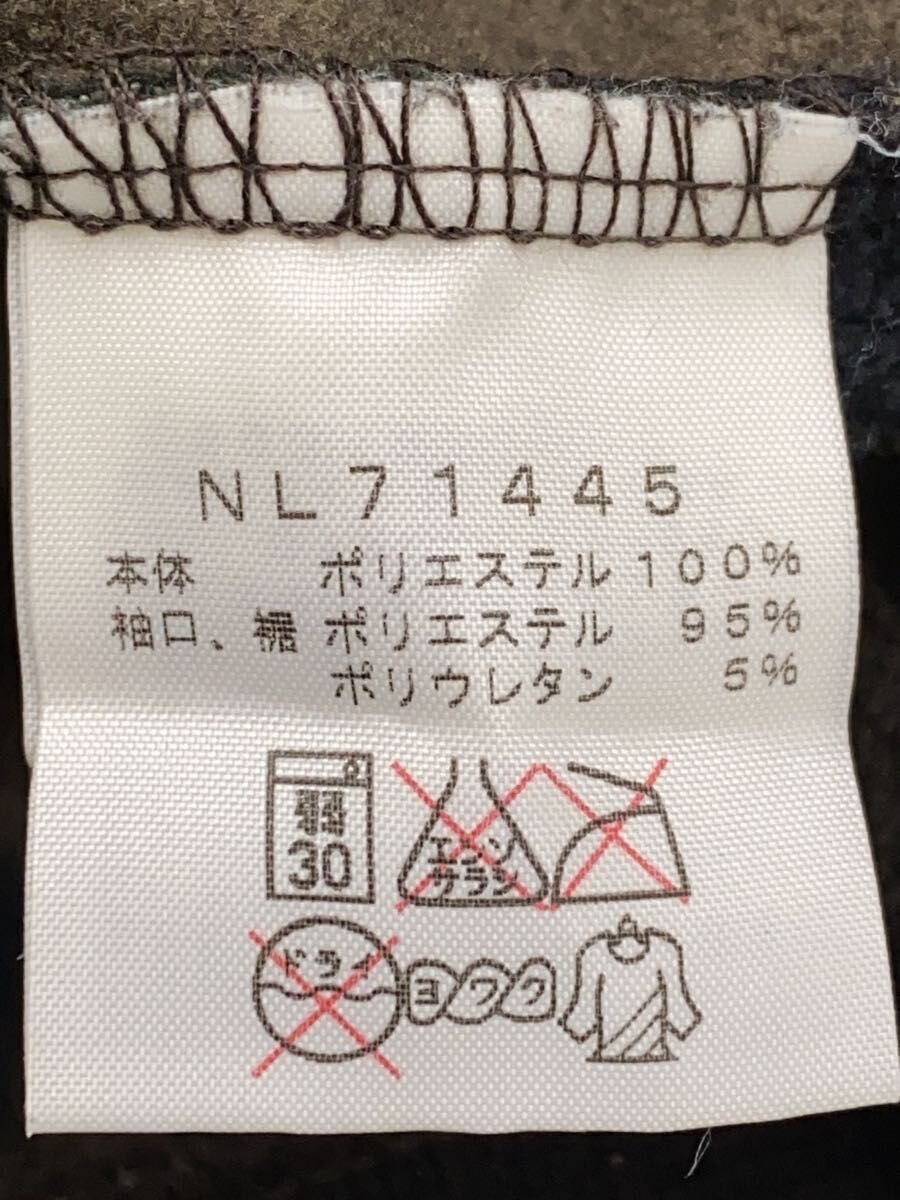 NL71445
本体 ポリエステル100%
袖口、裾 ポリエステル 95%
ポリウレタン 5%
弱
30
エンソ
サラシ
ドライ
ヨワク